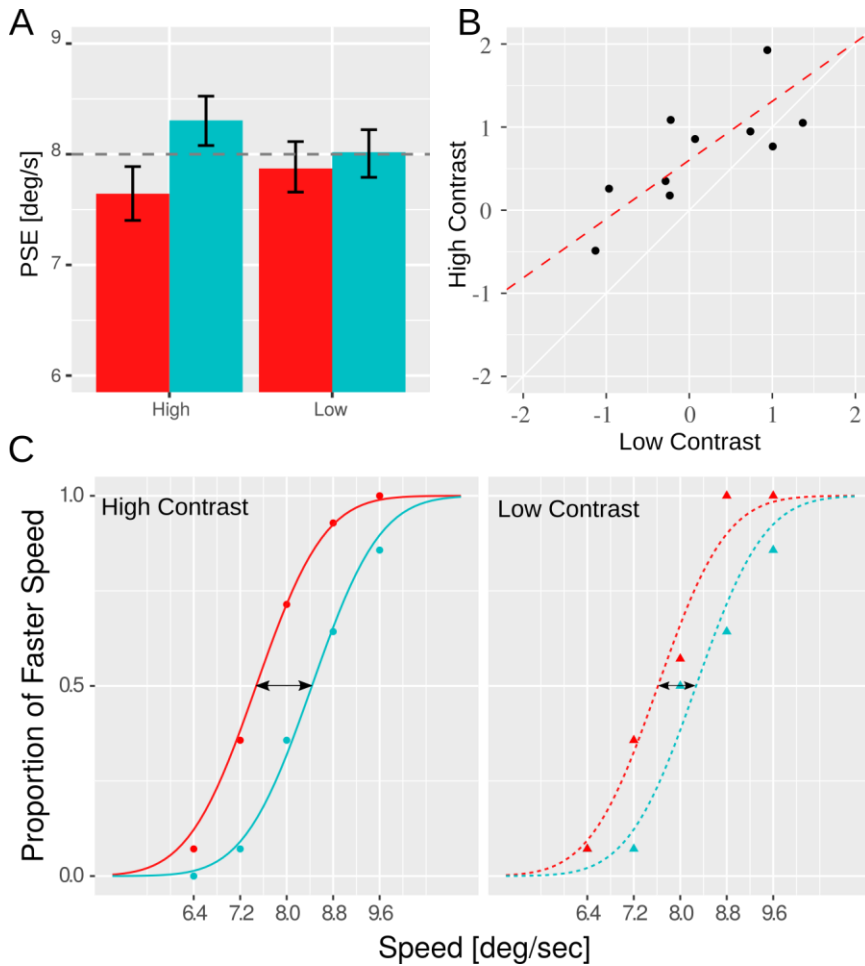 A
PSE [deg/s]
9
8
7
6
High
Low
B
High Contrast
2
1
0
-1
-2
-2
-1
0
1
2
Low Contrast
C
Proportion of Faster Speed
1.0
0.5
0.0
High Contrast
Low Contrast
6.4
7.2
8.0
8.8
9.6
6.4
7.2
8.0
8.8
9.6
Speed [deg/sec]